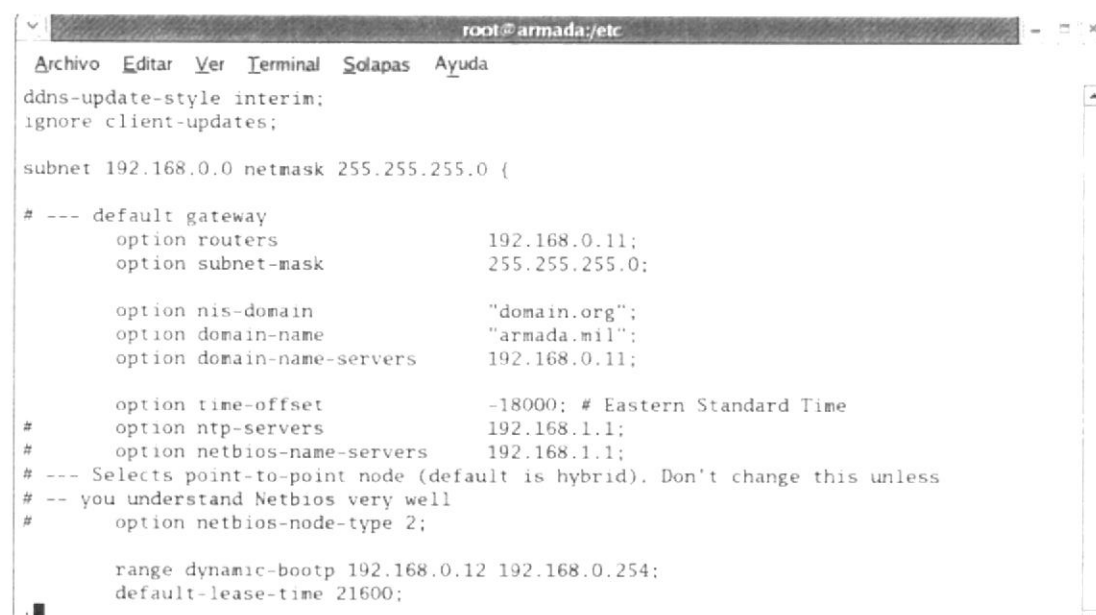 root@armada:/etc
Archivo Editar Ver Terminal Solapas Ayuda
ddns-update-style interim;
ignore client-updates;

subnet 192.168.0.0 netmask 255.255.255.0 {

# --- default gateway
        option routers                  192.168.0.11;
        option subnet-mask              255.255.255.0;

        option nis-domain               "domain.org";
        option domain-name              "armada.mil";
        option domain-name-servers      192.168.0.11;

        option time-offset              -18000; # Eastern Standard Time
#       option ntp-servers              192.168.1.1;
#       option netbios-name-servers     192.168.1.1;
# --- Selects point-to-point node (default is hybrid). Don't change this unless
# -- you understand Netbios very well
#       option netbios-node-type 2;

        range dynamic-bootp 192.168.0.12 192.168.0.254;
        default-lease-time 21600;